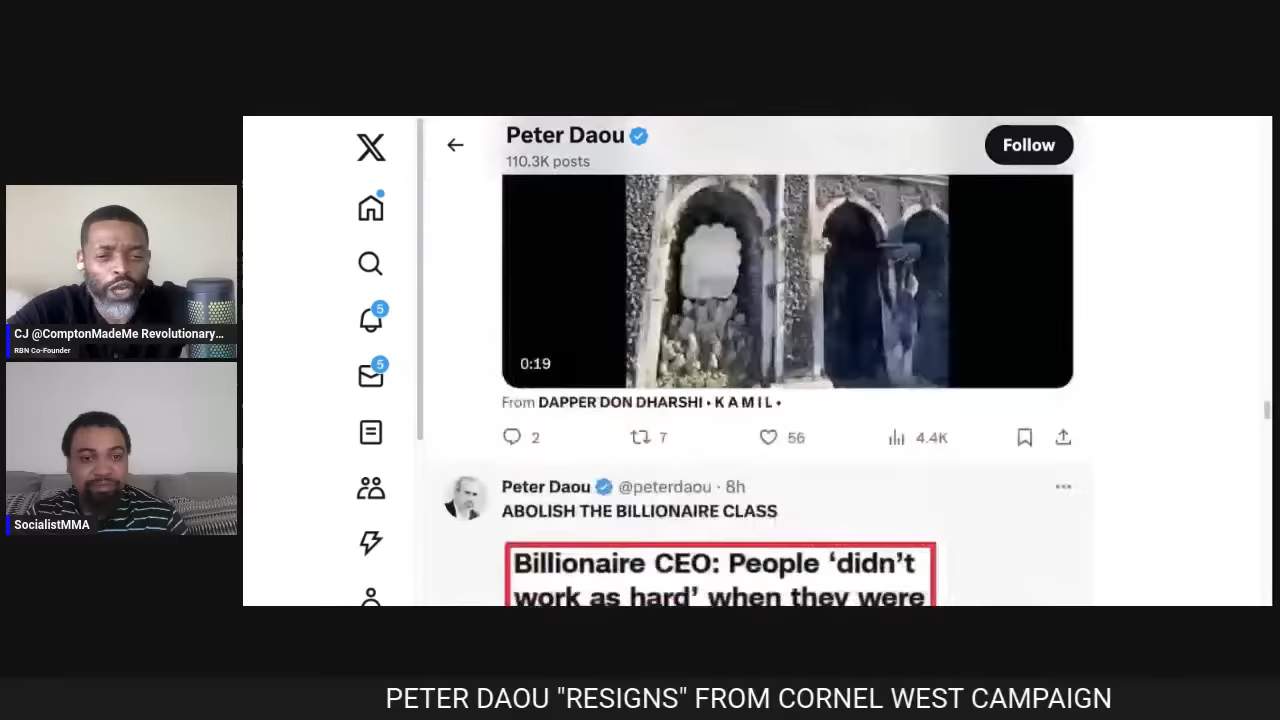 CJ @ComptonMadeMe Revolutionary...
RBN Co-Founder
SocialistMMA
5
5
Peter Daou
110.3K posts
Follow
0:19
From DAPPER DON DHARSHI • K A M I L •
2
7
56
4.4K
Peter Daou @peterdaou · 8h
ABOLISH THE BILLIONAIRE CLASS
Billionaire CEO: People ‘didn’t
work as hard’ when they were
PETER DAOU "RESIGNS" FROM CORNEL WEST CAMPAIGN